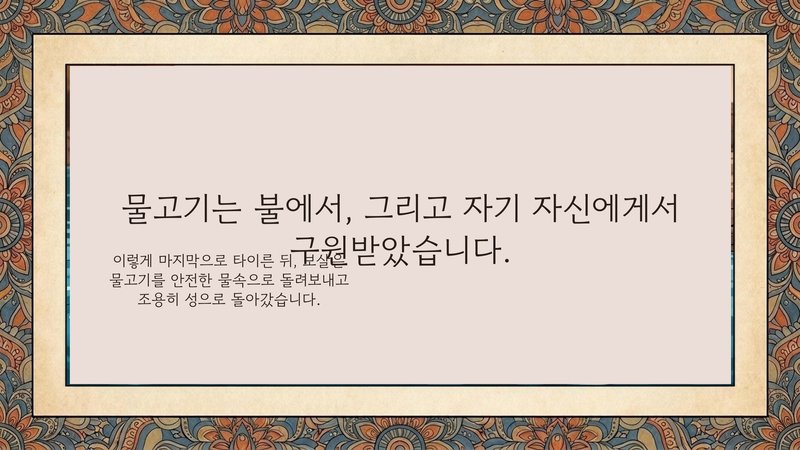 물고기는 불에서, 그리고 자기 자신에게서
구원받았습니다.
이렇게 마지막으로 타이른 뒤, 보살은
물고기를 안전한 물속으로 돌려보내고
조용히 성으로 돌아갔습니다.